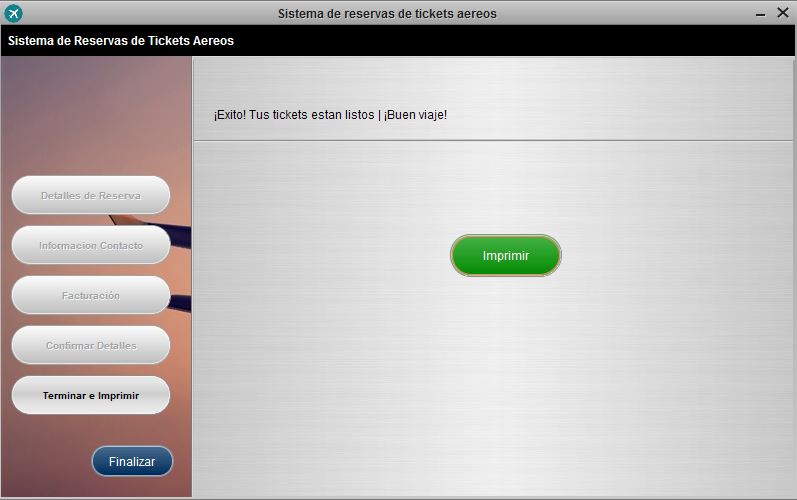 Sistema de reservas de tickets aereos
Sistema de Reservas de Tickets Aereos
¡Exito! Tus tickets estan listos | ¡Buen viaje!
Detalles de Reserva
Informacion Contacto
Facturación
Confirmar Detalles
Terminar e Imprimir
Finalizar
Imprimir